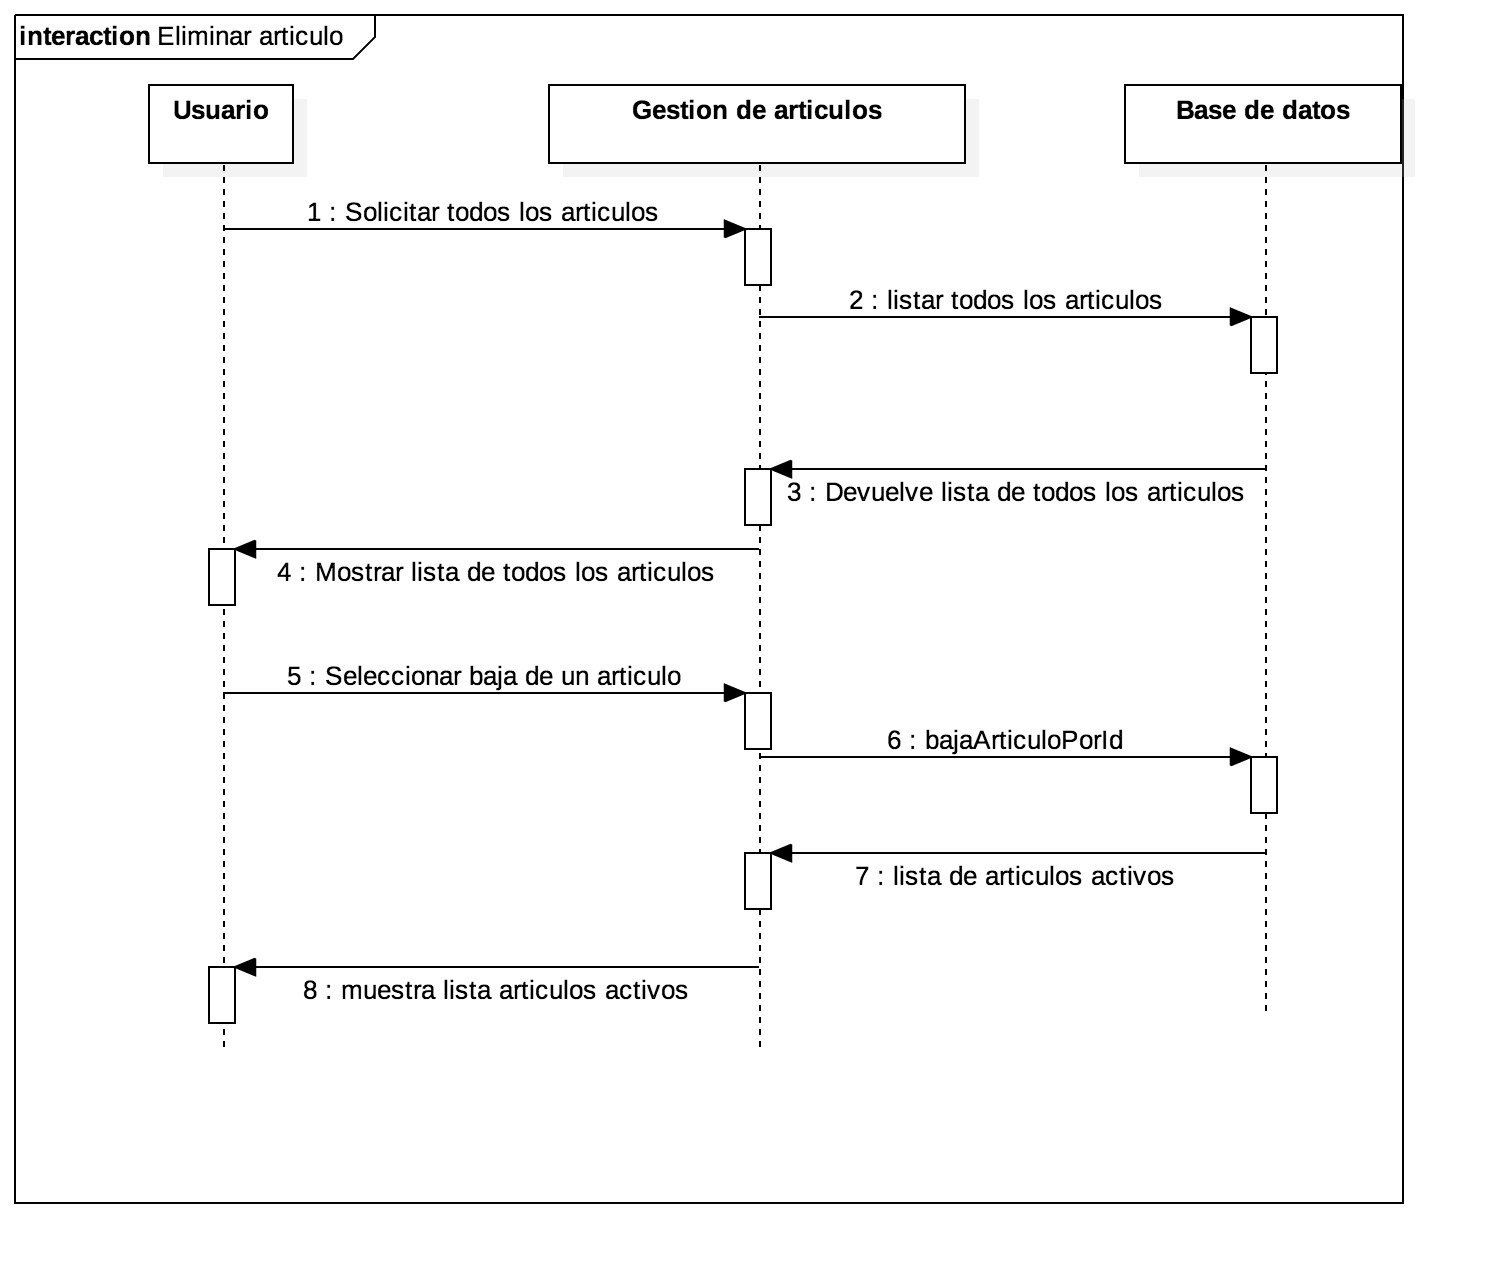 interaction Eliminar articulo
Usuario
Gestion de articulos
Base de datos
1 : Solicitar todos los articulos
2 : listar todos los articulos
3 : Devuelve lista de todos los articulos
4 : Mostrar lista de todos los articulos
5 : Seleccionar baja de un articulo
6 : bajaArticuloPorId
7 : lista de articulos activos
8 : muestra lista articulos activos